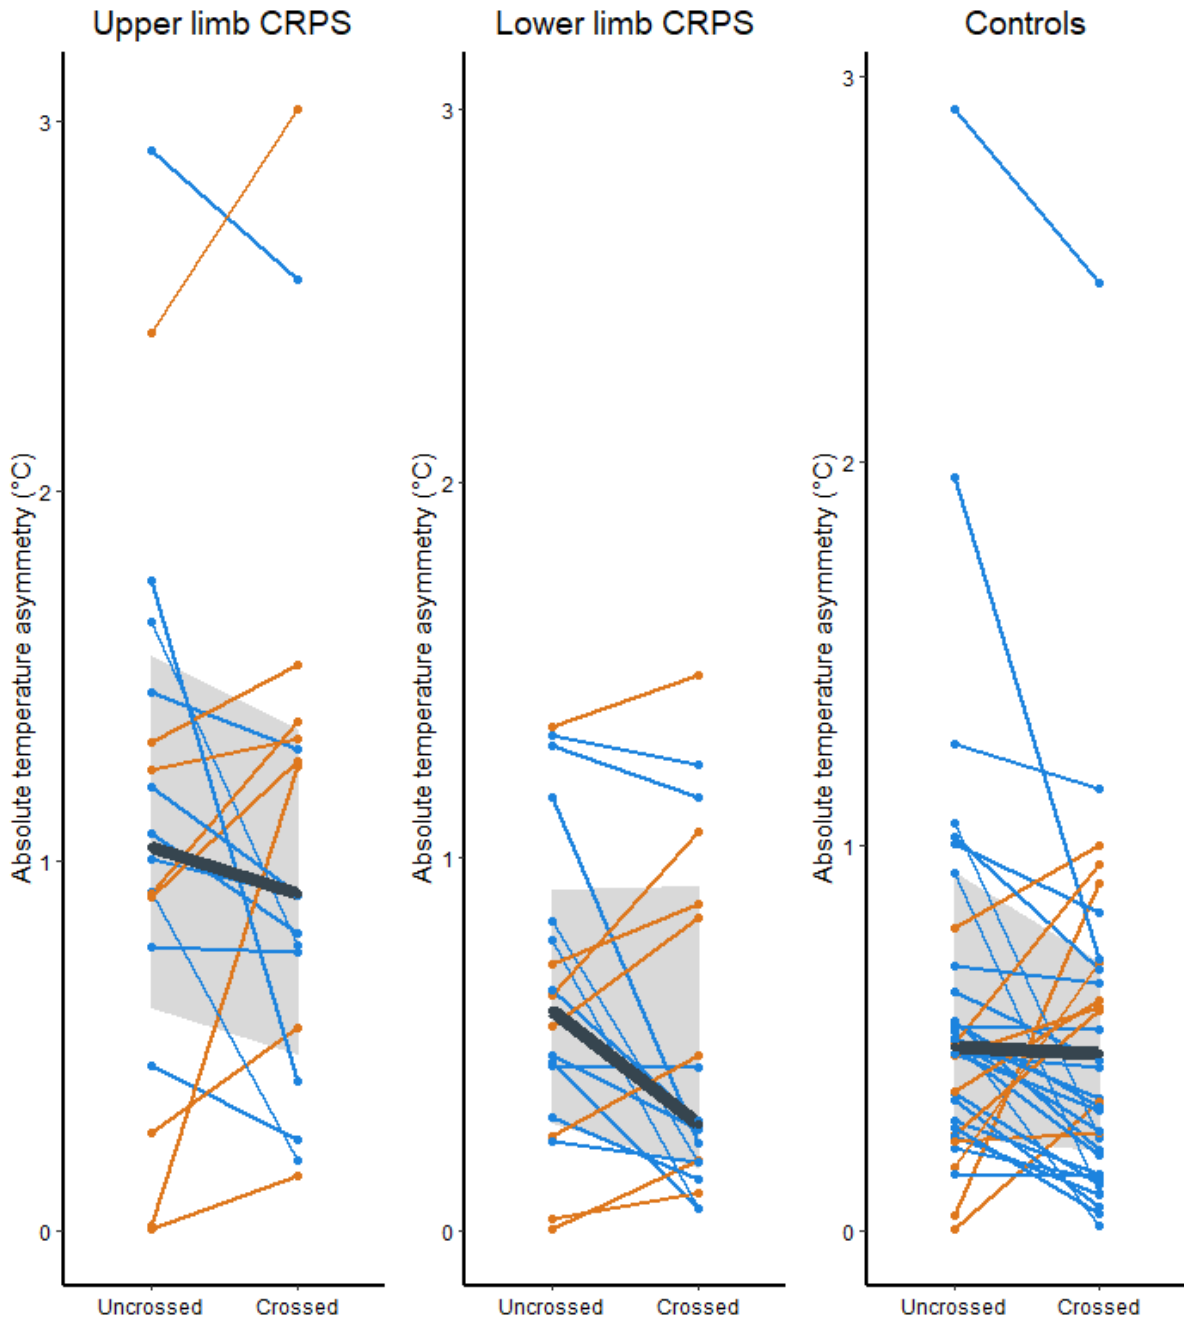 Upper limb CRPS
Absolute temperature asymmetry (°C)
3
2
1
0
Uncrossed Crossed
Lower limb CRPS
Absolute temperature asymmetry (°C)
3
2
1
0
Uncrossed Crossed
Controls
Absolute temperature asymmetry (°C)
3
2
1
0
Uncrossed Crossed